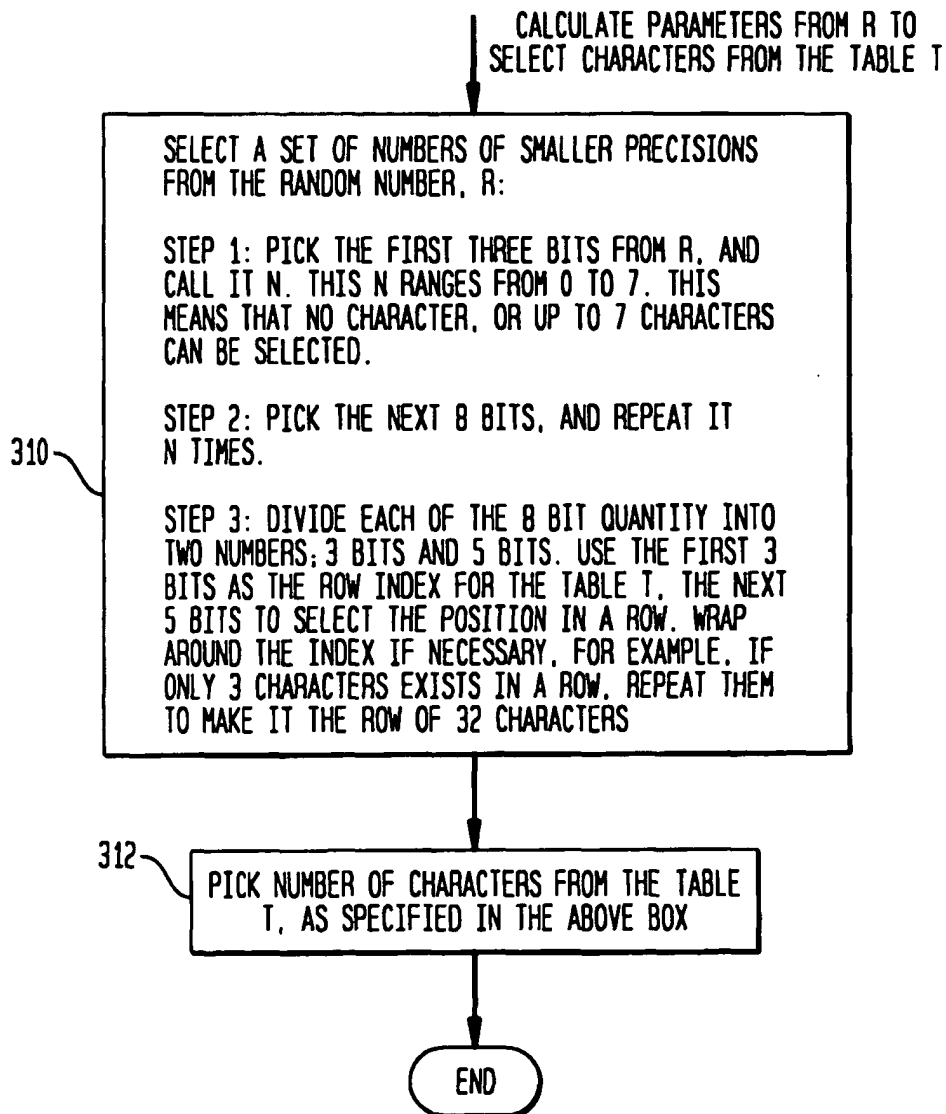 CALCULATE PARAMETERS FROM R TO
SELECT CHARACTERS FROM THE TABLE T
SELECT A SET OF NUMBERS OF SMALLER PRECISIONS
FROM THE RANDOM NUMBER, R:
STEP 1: PICK THE FIRST THREE BITS FROM R, AND
CALL IT N. THIS N RANGES FROM 0 TO 7. THIS
MEANS THAT NO CHARACTER, OR UP TO 7 CHARACTERS
CAN BE SELECTED.
STEP 2: PICK THE NEXT 8 BITS, AND REPEAT IT
N TIMES.
310
STEP 3: DIVIDE EACH OF THE 8 BIT QUANTITY INTO
TWO NUMBERS; 3 BITS AND 5 BITS. USE THE FIRST 3
BITS AS THE ROW INDEX FOR THE TABLE T, THE NEXT
5 BITS TO SELECT THE POSITION IN A ROW. WRAP
AROUND THE INDEX IF NECESSARY, FOR EXAMPLE, IF
ONLY 3 CHARACTERS EXISTS IN A ROW, REPEAT THEM
TO MAKE IT THE ROW OF 32 CHARACTERS
312
PICK NUMBER OF CHARACTERS FROM THE TABLE
T, AS SPECIFIED IN THE ABOVE BOX
END